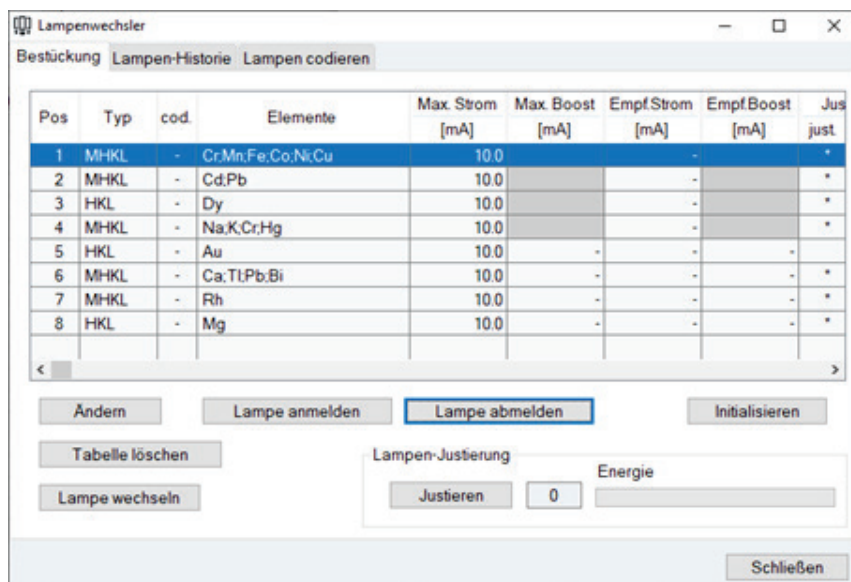 Lampenwechsler
Bestückung Lampen-Historie Lampen codieren
Pos Typ cod. Elemente Max. Strom [mA] Max. Boost [mA] Empf.Strom [mA] Empf.Boost [mA] Jus just.
1 MHKL - Cr;Mn;Fe;Co;Ni;Cu 10.0 - *
2 MHKL - Cd;Pb 10.0 - *
3 HKL - Dy 10.0 - *
4 MHKL - Na;K;Cr;Hg 10.0 - *
5 HKL - Au 10.0 - - -
6 MHKL - Ca;Tl;Pb;Bi 10.0 - - - *
7 MHKL - Rh 10.0 - - - *
8 HKL - Mg 10.0 - - - *
Ändern Lampe anmelden Lampe abmelden Initialisieren
Tabelle löschen
Lampe wechseln
Lampen-Justierung
Energie
Justieren 0
Schließen